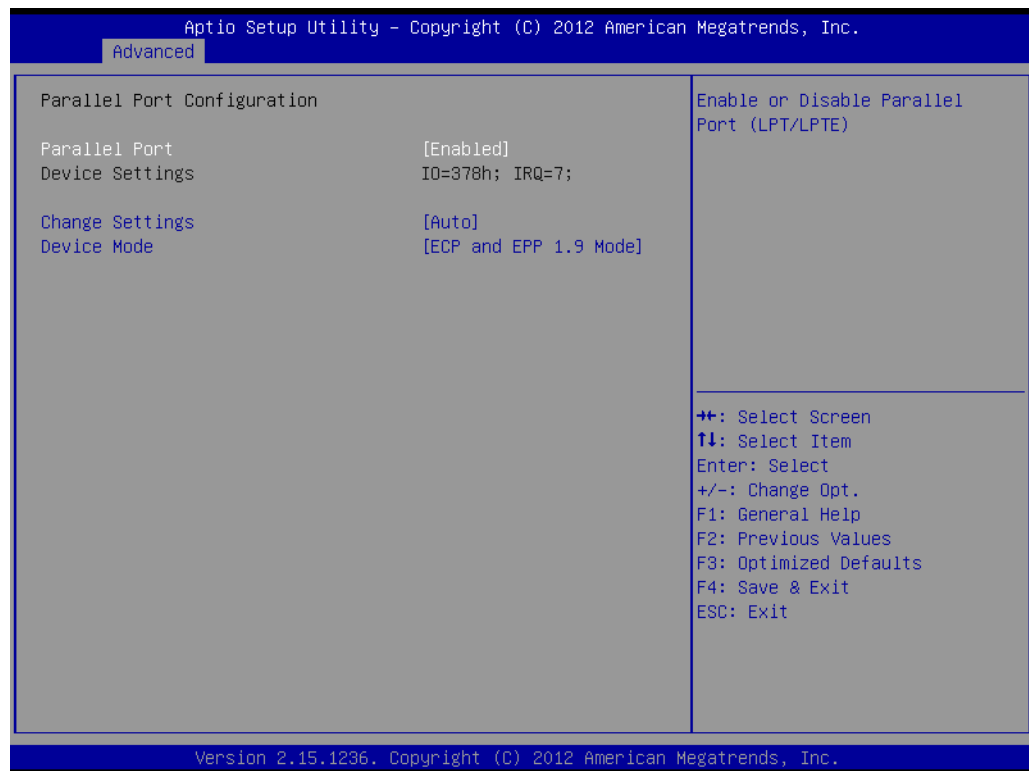 Aptio Setup Utility – Copyright (C) 2012 American Megatrends, Inc.
Advanced
Parallel Port Configuration
Parallel Port [Enabled]
Device Settings IO=378h; IRQ=7;
Change Settings [Auto]
Device Mode [ECP and EPP 1.9 Mode]
Enable or Disable Parallel
Port (LPT/LPTE)
→←: Select Screen
↑↓: Select Item
Enter: Select
+/-: Change Opt.
F1: General Help
F2: Previous Values
F3: Optimized Defaults
F4: Save & Exit
ESC: Exit
Version 2.15.1236. Copyright (C) 2012 American Megatrends, Inc.